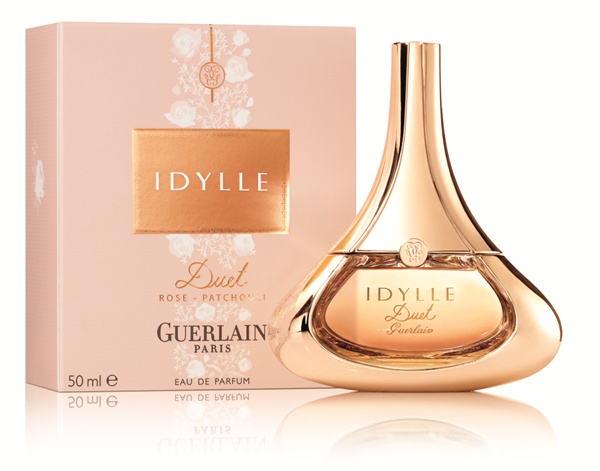 IDYLLE
Duet
ROSE - PATCHOULI
GUERLAIN
PARIS
50 ml e
EAU DE PARFUM
IDYLLE
Duet
Guerlain